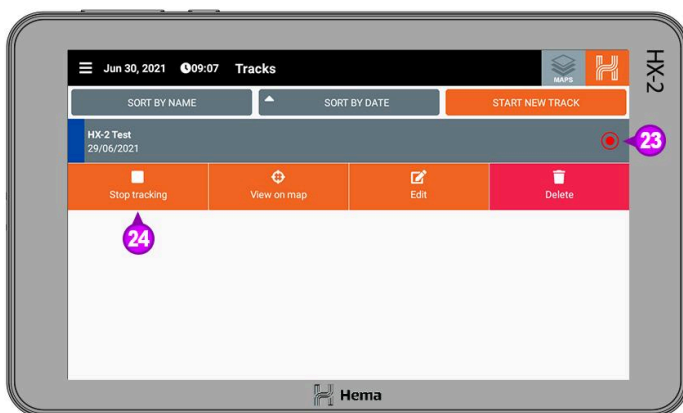 Jun 30, 2021 09:07 Tracks
MAPS
HX-2
SORT BY NAME SORT BY DATE START NEW TRACK
HX-2 Test
29/06/2021
23
Stop tracking View on map Edit Delete
24
Hema